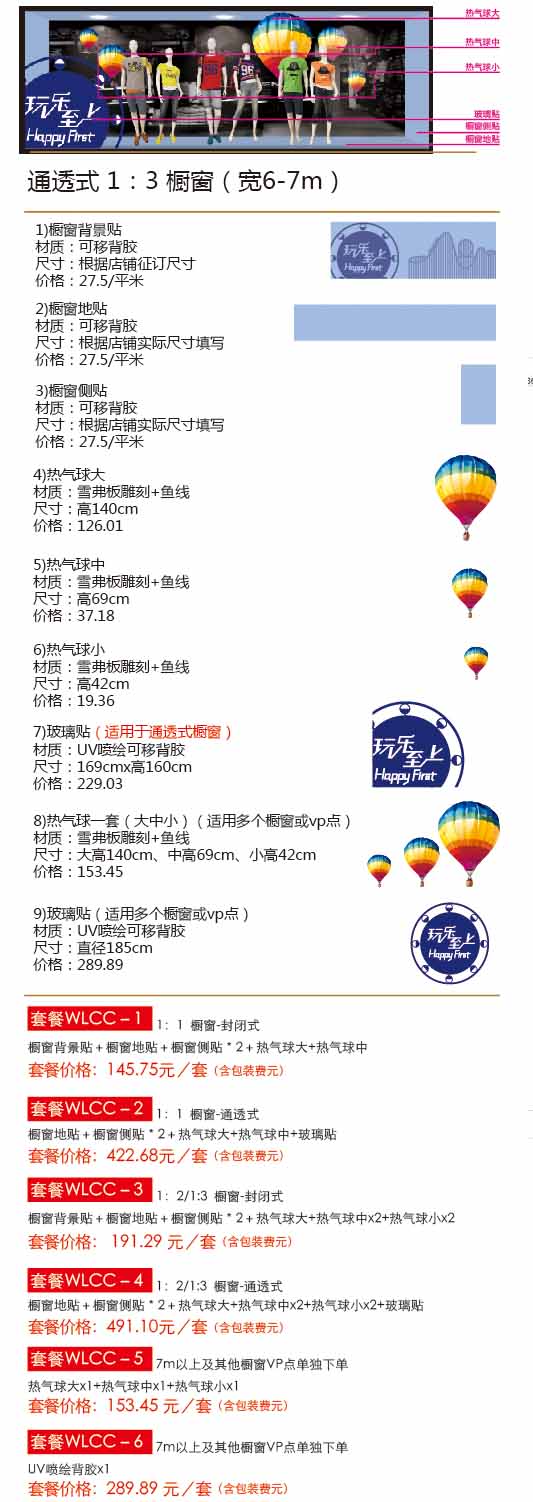 热气球大
热气球中
热气球小
玻璃贴
橱窗侧贴
橱窗地贴
玩乐至上
Happy First
通透式 1：3 橱窗（宽6-7m）
1)橱窗背景贴
材质：可移背胶
尺寸：根据店铺征订尺寸
价格：27.5/平米
玩乐至上
Happy First
2)橱窗地贴
材质：可移背胶
尺寸：根据店铺实际尺寸填写
价格：27.5/平米
3)橱窗侧贴
材质：可移背胶
尺寸：根据店铺实际尺寸填写
价格：27.5/平米
4)热气球大
材质：雪弗板雕刻+鱼线
尺寸：高140cm
价格：126.01
5)热气球中
材质：雪弗板雕刻+鱼线
尺寸：高69cm
价格：37.18
6)热气球小
材质：雪弗板雕刻+鱼线
尺寸：高42cm
价格：19.36
7)玻璃贴（适用于通透式橱窗）
材质：UV喷绘可移背胶
尺寸：169cmx高160cm
价格：229.03
玩乐至上
Happy First
8)热气球一套（大中小）（适用多个橱窗或vp点）
材质：雪弗板雕刻+鱼线
尺寸：大高140cm、中高69cm、小高42cm
价格：153.45
9)玻璃贴（适用多个橱窗或vp点）
材质：UV喷绘可移背胶
尺寸：直径185cm
价格：289.89
玩乐至上
Happy First
套餐WLCC－1 1：1 橱窗-封闭式
橱窗背景贴＋橱窗地贴＋橱窗侧贴＊2＋热气球大+热气球中
套餐价格：145.75元／套（含包装费元）
套餐WLCC－2 1：1 橱窗-通透式
橱窗地贴＋橱窗侧贴＊2＋热气球大+热气球中+玻璃贴
套餐价格：422.68元／套（含包装费元）
套餐WLCC－3 1：2/1:3 橱窗-封闭式
橱窗背景贴＋橱窗地贴＋橱窗侧贴＊2＋热气球大+热气球中x2+热气球小x2
套餐价格： 191.29 元／套（含包装费元）
套餐WLCC－4 1：2/1:3 橱窗-通透式
橱窗地贴＋橱窗侧贴＊2＋热气球大+热气球中x2+热气球小x2+玻璃贴
套餐价格：491.10元／套（含包装费元）
套餐WLCC－5 7m以上及其他橱窗VP点单独下单
热气球大x1+热气球中x1+热气球小x1
套餐价格：153.45 元／套（含包装费元）
套餐WLCC－6 7m以上及其他橱窗VP点单独下单
UV喷绘背胶x1
套餐价格：289.89 元／套（含包装费元）